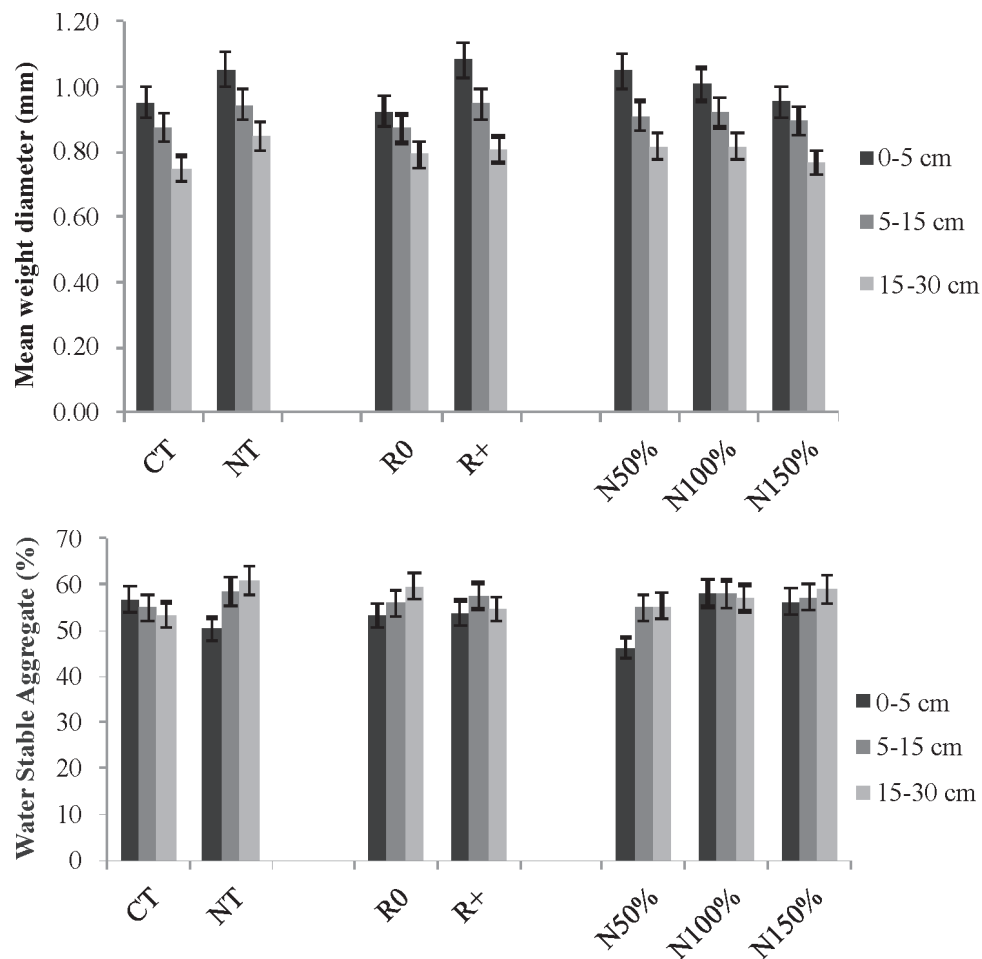 Mean weight diameter (mm)
1.20
1.00
0.80
0.60
0.40
0.20
0.00
CT
NT
R0
R+
N50%
N100%
N150%
0-5 cm
5-15 cm
15-30 cm
Water Stable Aggregate (%)
70
60
50
40
30
20
10
0
CT
NT
R0
R+
N50%
N100%
N150%
0-5 cm
5-15 cm
15-30 cm